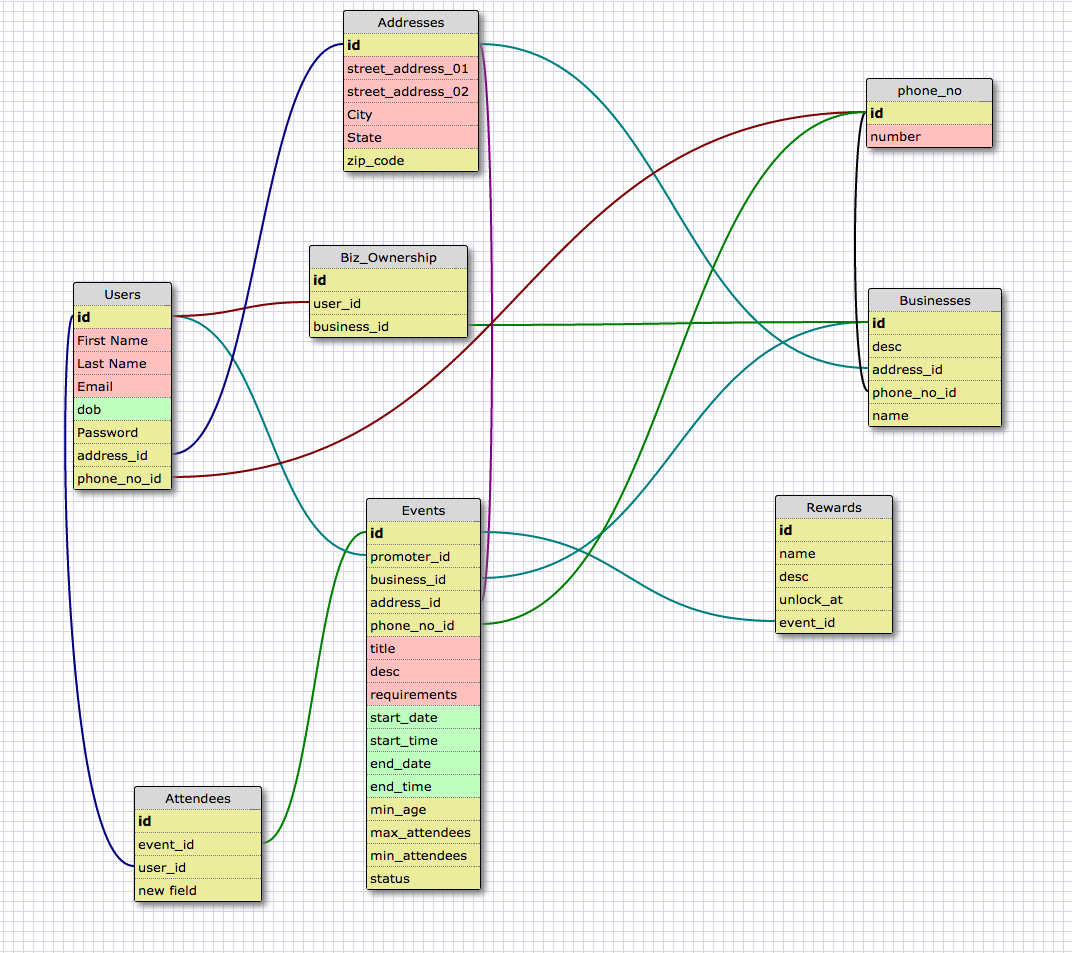 Addresses
id
street_address_01
street_address_02
City
State
zip_code
phone_no
id
number
Biz_Ownership
id
user_id
business_id
Users
id
First Name
Last Name
Email
dob
Password
address_id
phone_no_id
Businesses
id
desc
address_id
phone_no_id
name
Events
id
promoter_id
business_id
address_id
phone_no_id
title
desc
requirements
start_date
start_time
end_date
end_time
min_age
max_attendees
min_attendees
status
Rewards
id
name
desc
unlock_at
event_id
Attendees
id
event_id
user_id
new field